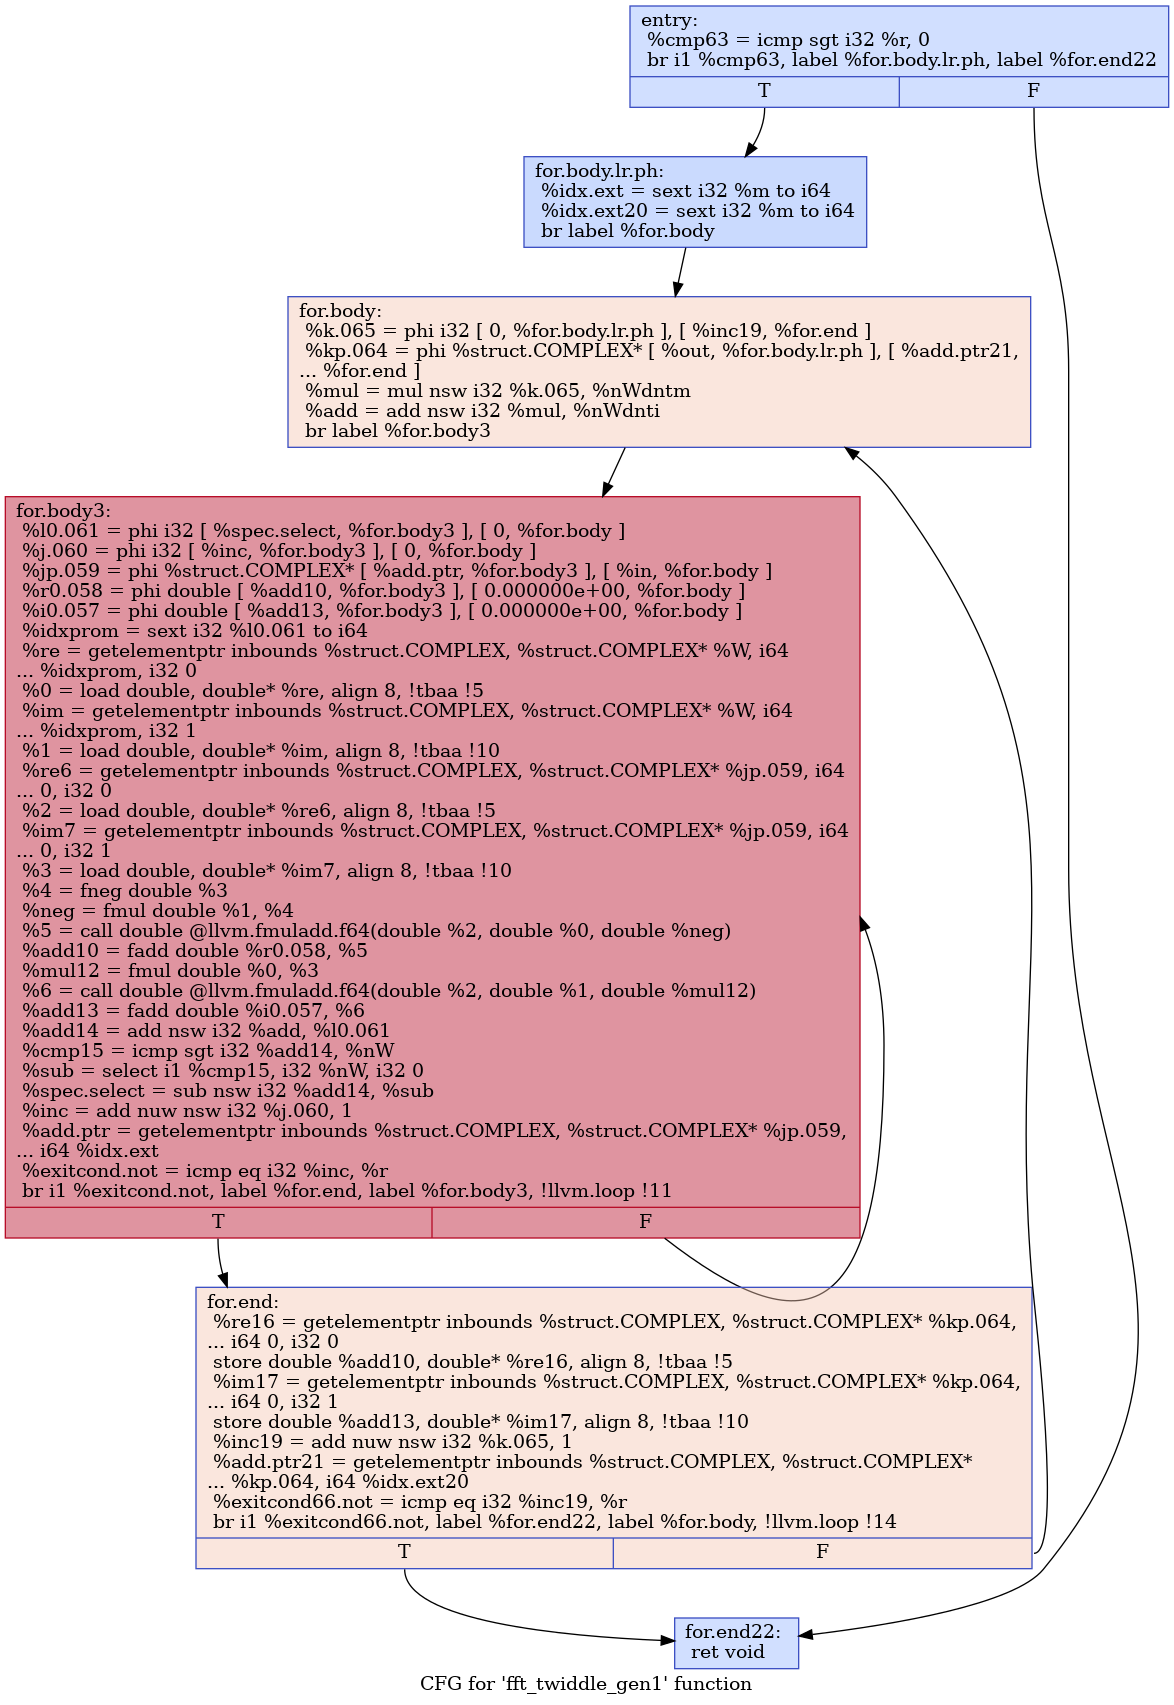 entry:
%cmp63 = icmp sgt i32 %r, 0
br i1 %cmp63, label %for.body.lr.ph, label %for.end22
T
F
for.body.lr.ph:
%idx.ext = sext i32 %m to i64
%idx.ext20 = sext i32 %m to i64
br label %for.body
for.body:
%k.065 = phi i32 [ 0, %for.body.lr.ph ], [ %inc19, %for.end ]
%kp.064 = phi %struct.COMPLEX* [ %out, %for.body.lr.ph ], [ %add.ptr21,
... %for.end ]
%mul = mul nsw i32 %k.065, %nWdntm
%add = add nsw i32 %mul, %nWdnti
br label %for.body3
for.body3:
%l0.061 = phi i32 [ %spec.select, %for.body3 ], [ 0, %for.body ]
%j.060 = phi i32 [ %inc, %for.body3 ], [ 0, %for.body ]
%jp.059 = phi %struct.COMPLEX* [ %add.ptr, %for.body3 ], [ %in, %for.body ]
%r0.058 = phi double [ %add10, %for.body3 ], [ 0.000000e+00, %for.body ]
%i0.057 = phi double [ %add13, %for.body3 ], [ 0.000000e+00, %for.body ]
%idxprom = sext i32 %l0.061 to i64
%re = getelementptr inbounds %struct.COMPLEX, %struct.COMPLEX* %W, i64
... %idxprom, i32 0
%0 = load double, double* %re, align 8, !tbaa !5
%im = getelementptr inbounds %struct.COMPLEX, %struct.COMPLEX* %W, i64
... %idxprom, i32 1
%1 = load double, double* %im, align 8, !tbaa !10
%re6 = getelementptr inbounds %struct.COMPLEX, %struct.COMPLEX* %jp.059, i64
... 0, i32 0
%2 = load double, double* %re6, align 8, !tbaa !5
%im7 = getelementptr inbounds %struct.COMPLEX, %struct.COMPLEX* %jp.059, i64
... 0, i32 1
%3 = load double, double* %im7, align 8, !tbaa !10
%4 = fneg double %3
%neg = fmul double %1, %4
%5 = call double @llvm.fmuladd.f64(double %2, double %0, double %neg)
%add10 = fadd double %r0.058, %5
%mul12 = fmul double %0, %3
%6 = call double @llvm.fmuladd.f64(double %2, double %1, double %mul12)
%add13 = fadd double %i0.057, %6
%add14 = add nsw i32 %add, %l0.061
%cmp15 = icmp sgt i32 %add14, %nW
%sub = select i1 %cmp15, i32 %nW, i32 0
%spec.select = sub nsw i32 %add14, %sub
%inc = add nuw nsw i32 %j.060, 1
%add.ptr = getelementptr inbounds %struct.COMPLEX, %struct.COMPLEX* %jp.059,
... i64 %idx.ext
%exitcond.not = icmp eq i32 %inc, %r
br i1 %exitcond.not, label %for.end, label %for.body3, !llvm.loop !11
T
F
for.end:
%re16 = getelementptr inbounds %struct.COMPLEX, %struct.COMPLEX* %kp.064,
... i64 0, i32 0
store double %add10, double* %re16, align 8, !tbaa !5
%im17 = getelementptr inbounds %struct.COMPLEX, %struct.COMPLEX* %kp.064,
... i64 0, i32 1
store double %add13, double* %im17, align 8, !tbaa !10
%inc19 = add nuw nsw i32 %k.065, 1
%add.ptr21 = getelementptr inbounds %struct.COMPLEX, %struct.COMPLEX*
... %kp.064, i64 %idx.ext20
%exitcond66.not = icmp eq i32 %inc19, %r
br i1 %exitcond66.not, label %for.end22, label %for.body, !llvm.loop !14
T
F
for.end22:
ret void
CFG for 'fft_twiddle_gen1' function